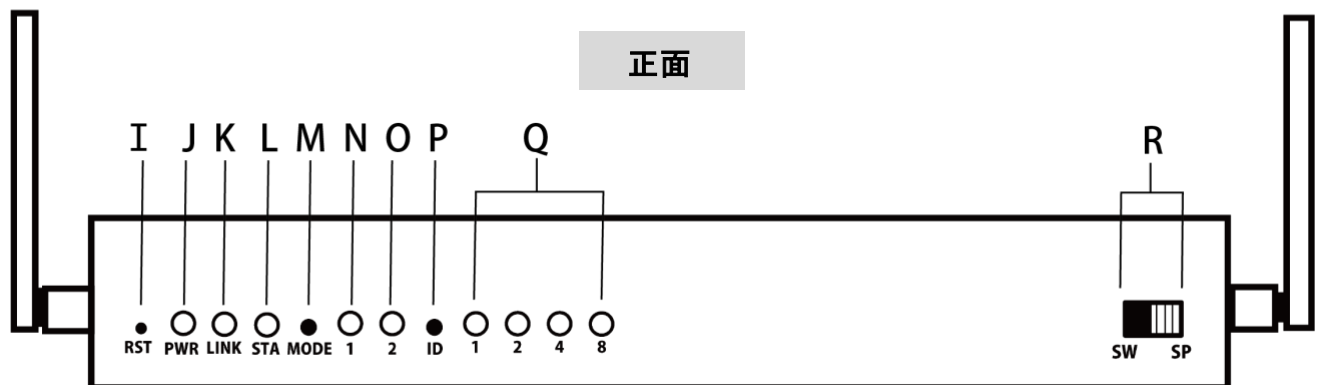 正面
I J K L M N O P Q R
RST PWR LINK STA MODE 1 2 ID 1 2 4 8 SW SP